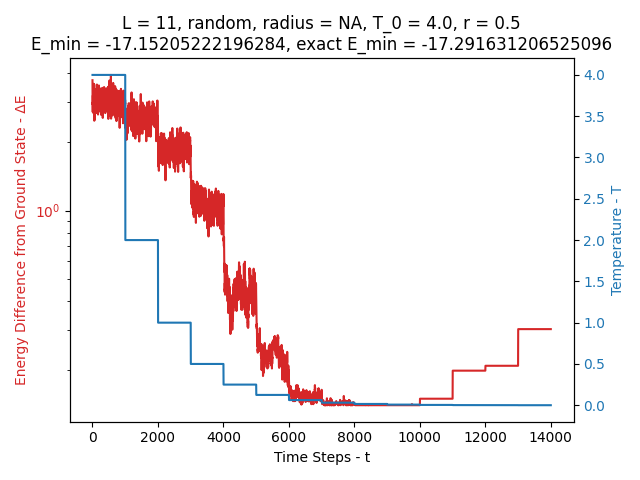 L = 11, random, radius = NA, T_0 = 4.0, r = 0.5
E_min = -17.15205222196284, exact E_min = -17.291631206525096
Energy Difference from Ground State - ΔE
10⁰
4.0
3.5
3.0
2.5
2.0
1.5
1.0
0.5
0.0
Temperature - T
0 2000 4000 6000 8000 10000 12000 14000
Time Steps - t